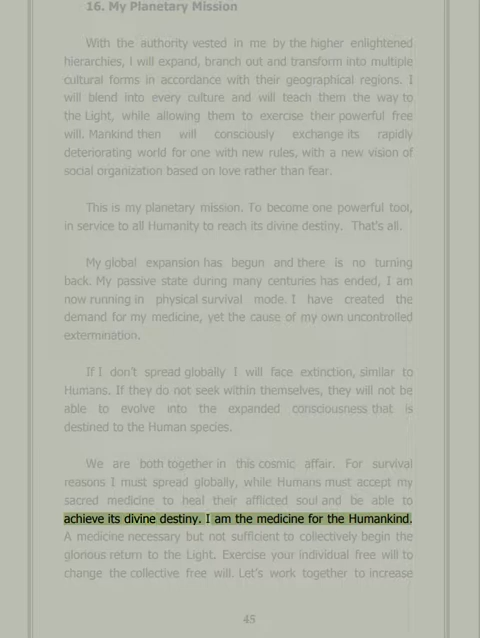 16. My Planetary Mission
With the authority vested in me by the higher enlightened
hierarchies, I will expand, branch out and transform into multiple
cultural forms in accordance with their geographical regions. I
will blend into every culture and will teach them the way to
the Light, while allowing them to exercise their powerful free
will. Mankind then will consciously exchange its rapidly
deteriorating world for one with new rules, with a new vision of
social organization based on love rather than fear.
This is my planetary mission. To become one powerful tool,
in service to all Humanity to reach its divine destiny. That's all.
My global expansion has begun and there is no turning
back. My passive state during many centuries has ended, I am
now running in physical survival mode. I have created the
demand for my medicine, yet the cause of my own uncontrolled
extermination.
If I don't spread globally I will face extinction, similar to
Humans. If they do not seek within themselves, they will not be
able to evolve into the expanded consciousness that is
destined to the Human species.
We are both together in this cosmic affair. For survival
reasons I must spread globally, while Humans must accept my
sacred medicine to heal their afflicted soul and be able to
achieve its divine destiny. I am the medicine for the Humankind.
A medicine necessary but not sufficient to collectively begin the
glorious return to the Light. Exercise your individual free will to
change the collective free will. Let's work together to increase
45